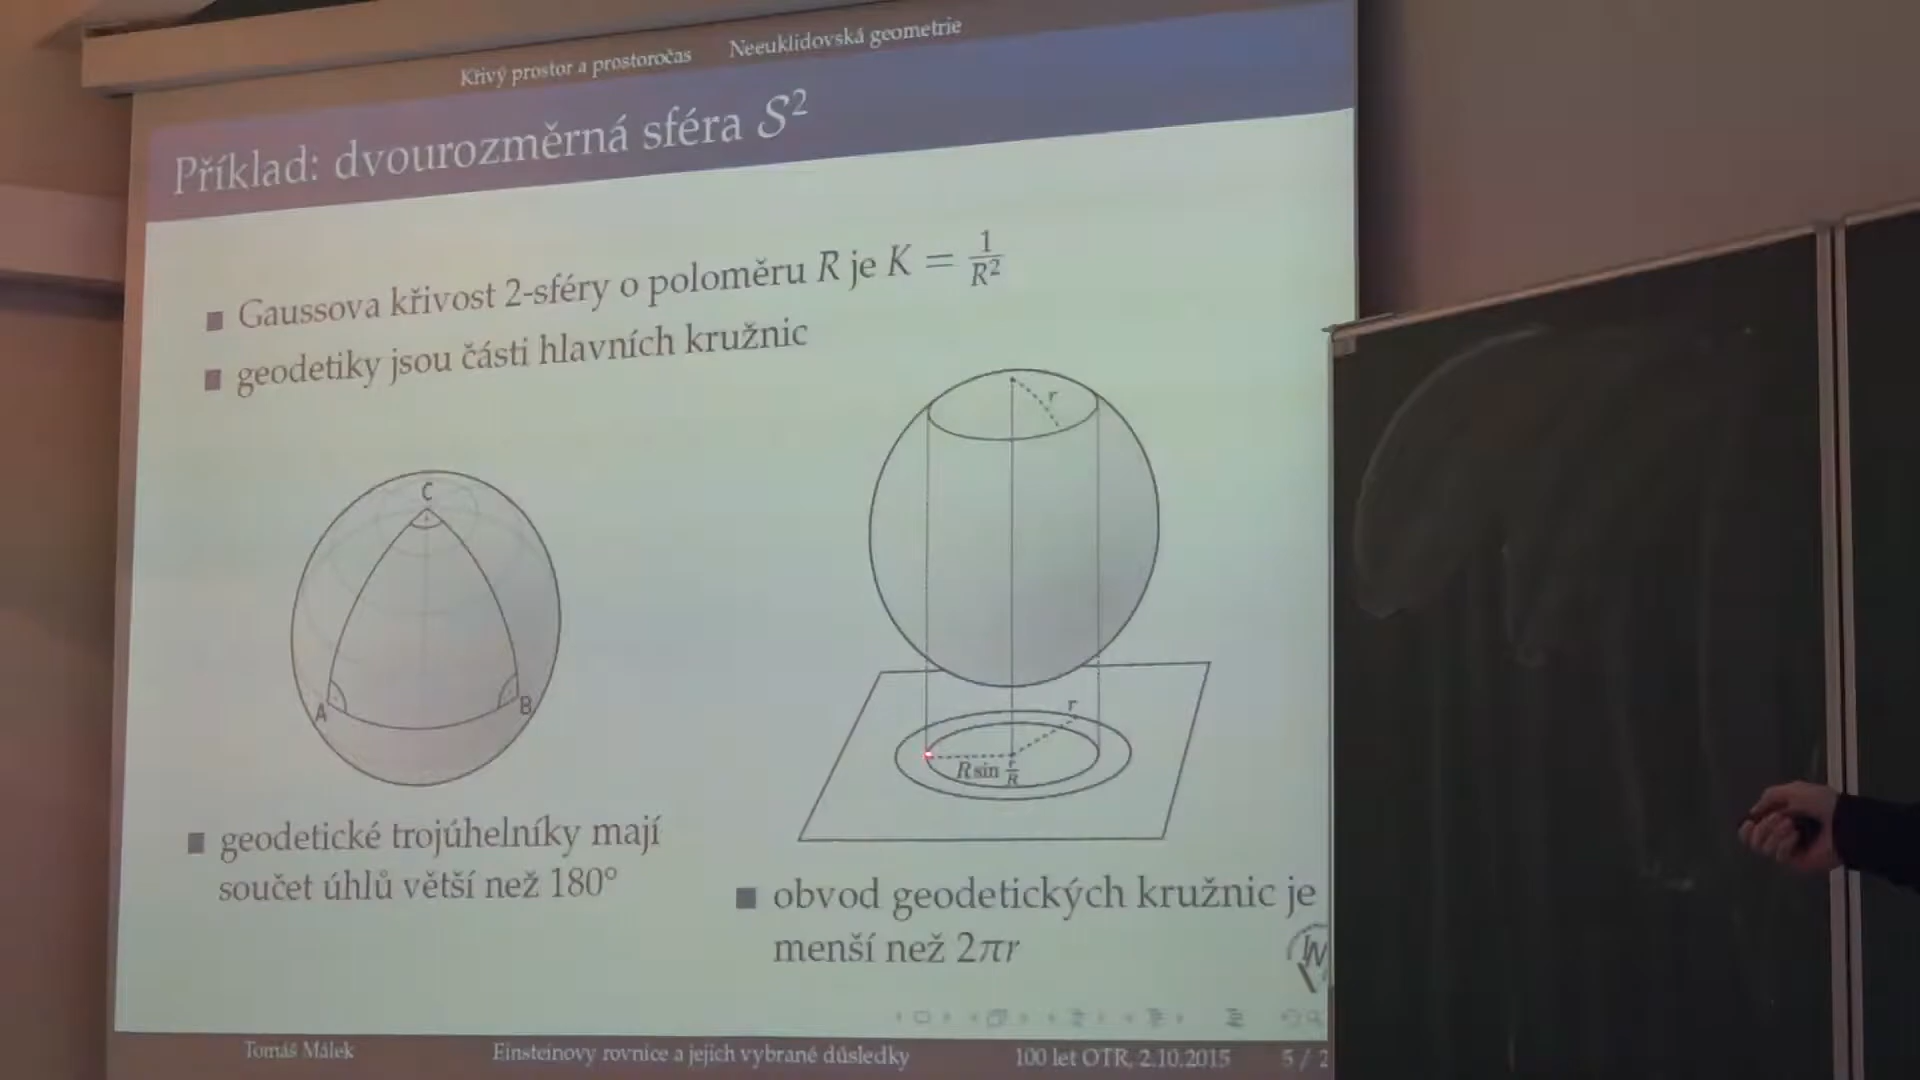 Křivý prostor a prostoročas Neeuklidovská geometrie
Příklad: dvourozměrná sféra S²
Gaussova křivost 2-sféry o poloměru R je K = 1/R²
geodetiky jsou části hlavních kružnic
r
C
A
B
r
R sin r/R
geodetické trojúhelníky mají
součet úhlů větší než 180°
obvod geodetických kružnic je
menší než 2πr
Tomáš Málek Einsteinovy rovnice a jejich vybrané důsledky 100 let OTR, 2.10.2015 5 / 2